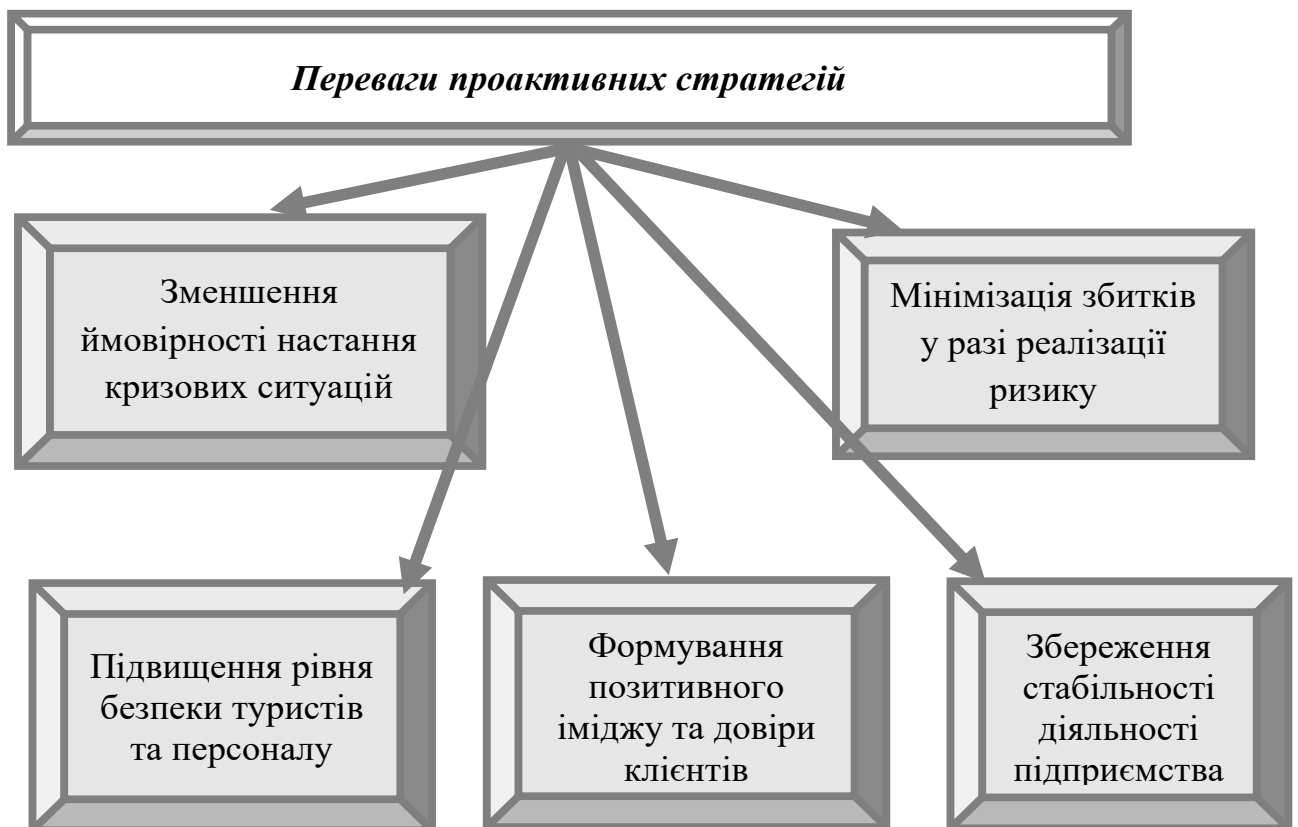 Переваги проактивних стратегій
Зменшення
ймовірності настання
кризових ситуацій
Мінімізація збитків
у разі реалізації
ризику
Підвищення рівня
безпеки туристів
та персоналу
Формування
позитивного
іміджу та довіри
клієнтів
Збереження
стабільності
діяльності
підприємства